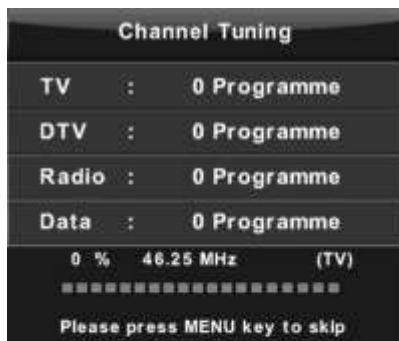 Channel Tuning
TV : 0 Programme
DTV : 0 Programme
Radio : 0 Programme
Data : 0 Programme
0 % 46.25 MHz (TV)
Please press MENU key to skip